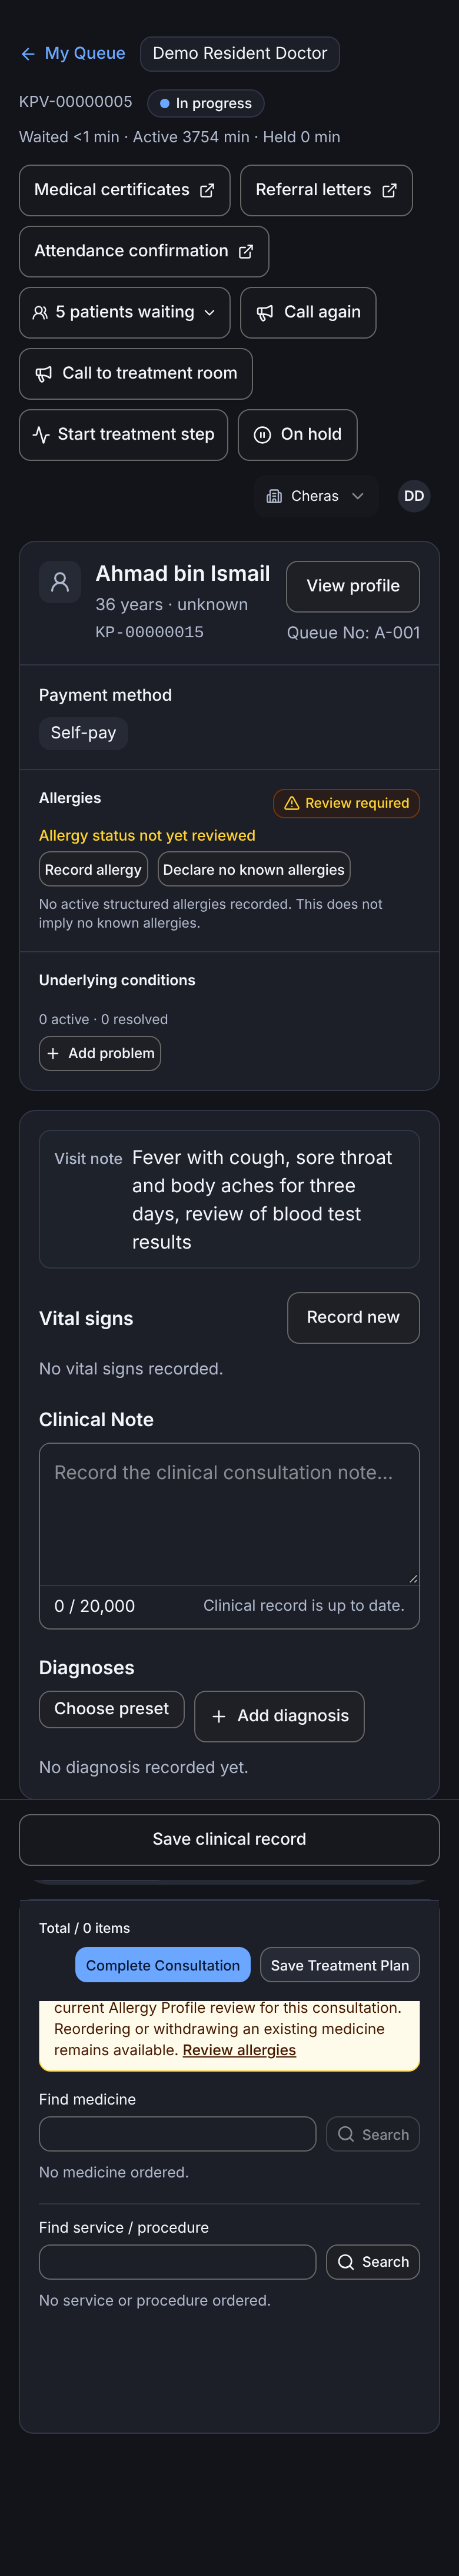 My Queue
Demo Resident Doctor
KPV-00000005
In progress
Waited <1 min · Active 3754 min · Held 0 min
Medical certificates
Referral letters
Attendance confirmation
5 patients waiting
Call again
Call to treatment room
Start treatment step
On hold
Cheras
DD
Ahmad bin Ismail
View profile
36 years · unknown
KP-00000015
Queue No: A-001
Payment method
Self-pay
Allergies
Review required
Allergy status not yet reviewed
Record allergy
Declare no known allergies
No active structured allergies recorded. This does not
imply no known allergies.
Underlying conditions
0 active · 0 resolved
Add problem
Visit note
Fever with cough, sore throat
and body aches for three
days, review of blood test
results
Vital signs
Record new
No vital signs recorded.
Clinical Note
Record the clinical consultation note...
0 / 20,000
Clinical record is up to date.
Diagnoses
Choose preset
Add diagnosis
No diagnosis recorded yet.
Save clinical record
Total / 0 items
Complete Consultation
Save Treatment Plan
current Allergy Profile review for this consultation.
Reordering or withdrawing an existing medicine
remains available. Review allergies
Find medicine
Search
No medicine ordered.
Find service / procedure
Search
No service or procedure ordered.